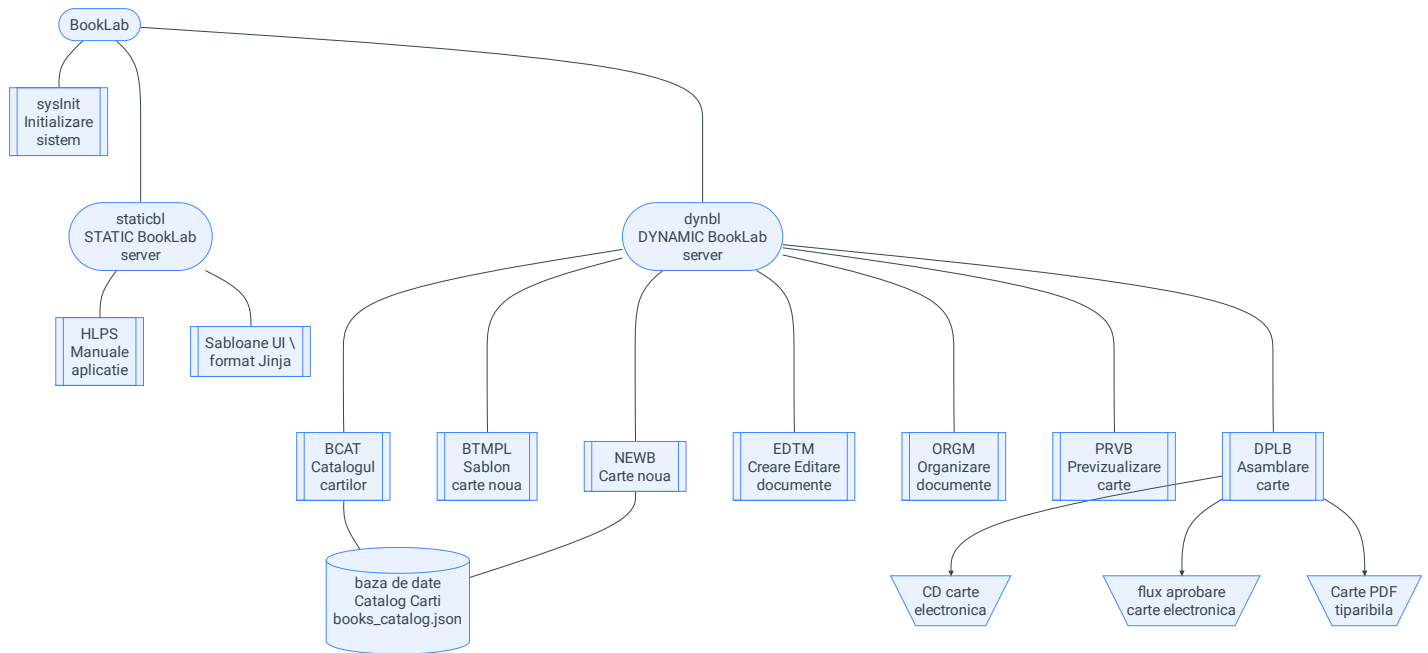 BookLab
sysInit
Initializare
sistem
staticbl
STATIC BookLab
server
dynbl
DYNAMIC BookLab
server
HLPS
Manuale
aplicatie
Sabloane UI \
format Jinja
BCAT
Catalogul
cartilor
BTMPL
Sablon
carte noua
NEWB
Carte noua
EDTM
Creare Editare
documente
ORGM
Organizare
documente
PRVB
Previzualizare
carte
DPLB
Asamblare
carte
baza de date
Catalog Carti
books_catalog.json
CD carte
electronica
flux aprobare
carte electronica
Carte PDF
tiparibila